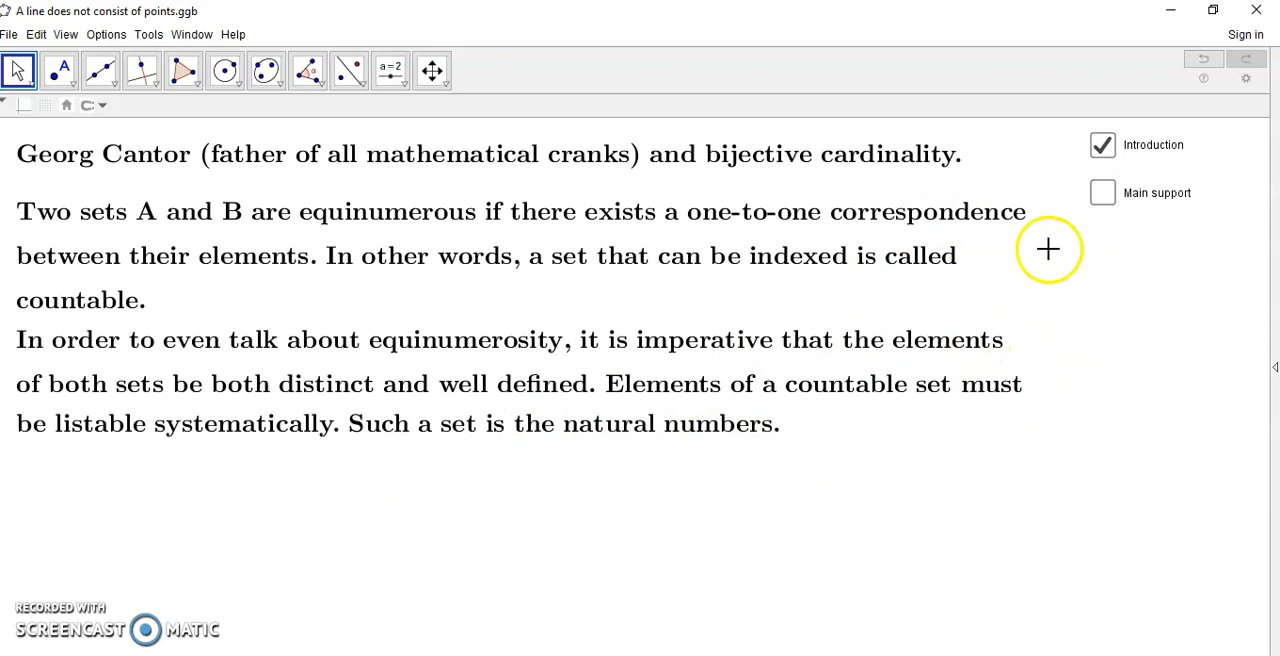 A line does not consist of points.ggb
File Edit View Options Tools Window Help
Sign in
A
a=2
α
Georg Cantor (father of all mathematical cranks) and bijective cardinality.
Introduction
Main support
Two sets A and B are equinumerous if there exists a one-to-one correspondence
between their elements. In other words, a set that can be indexed is called
countable.
In order to even talk about equinumerosity, it is imperative that the elements
of both sets be both distinct and well defined. Elements of a countable set must
be listable systematically. Such a set is the natural numbers.
RECORDED WITH
SCREENCAST MATIC